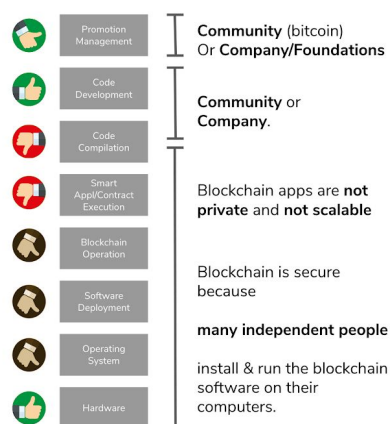 Promotion
Management
Community (bitcoin)
Or Company/Foundations
Code
Development
Community or
Company.
Code
Compilation
Smart
Appl/Contract
Execution
Blockchain apps are not
private and not scalable
Blockchain
Operation
Blockchain is secure
because
Software
Deployment
many independent people
Operating
System
install & run the blockchain
software on their
computers.
Hardware